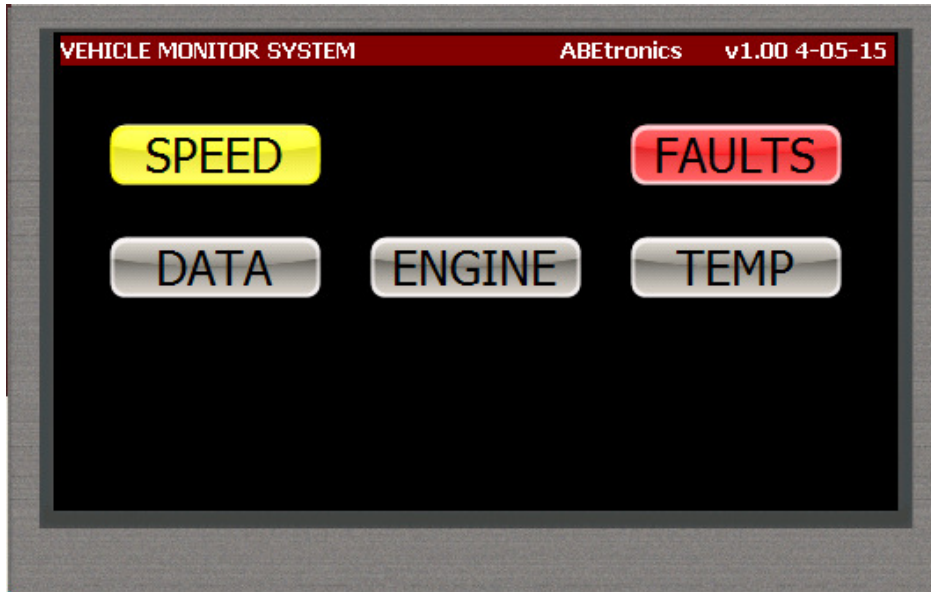 VEHICLE MONITOR SYSTEM ABEtronics v1.00 4-05-15
SPEED FAULTS
DATA ENGINE TEMP